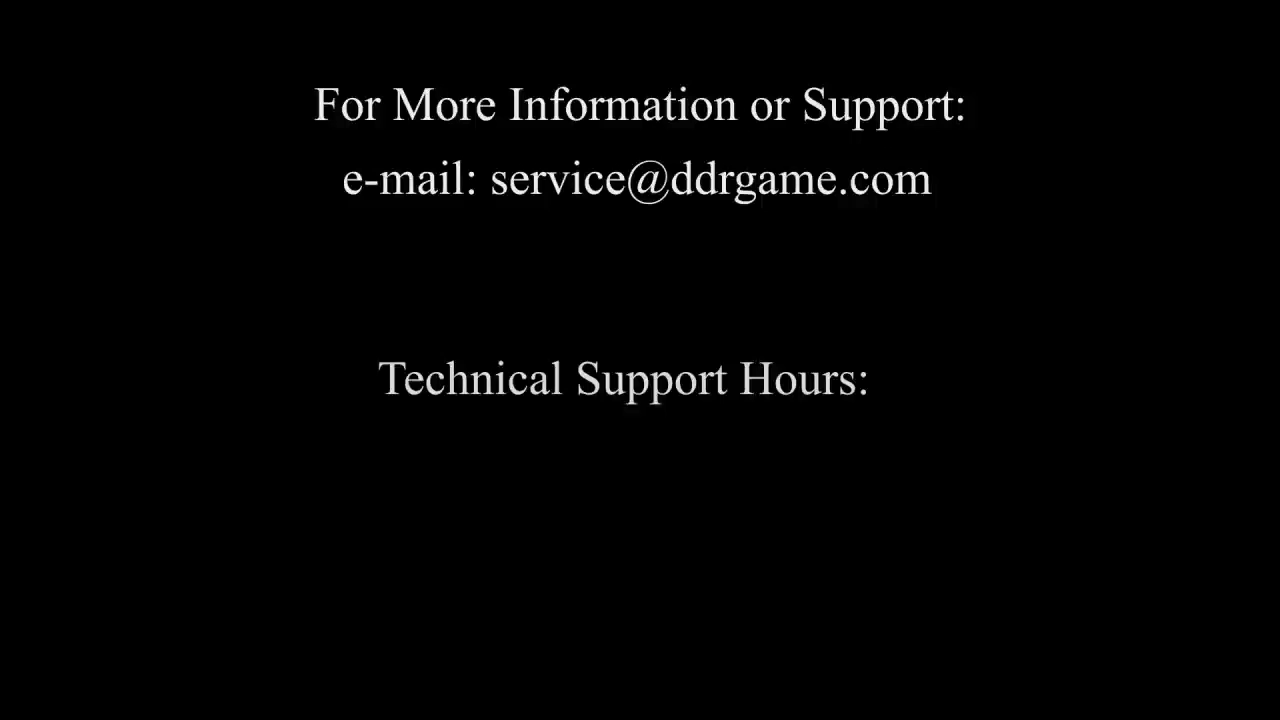 For More Information or Support:
e-mail: service@ddrgame.com
Technical Support Hours: